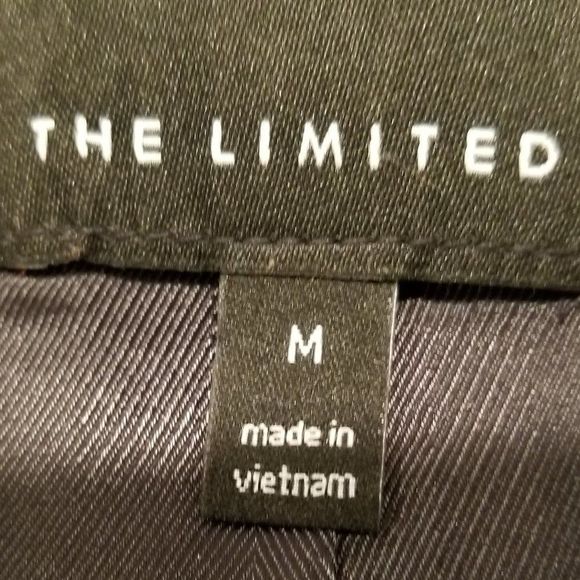 THE LIMITED
M
made in
vietnam